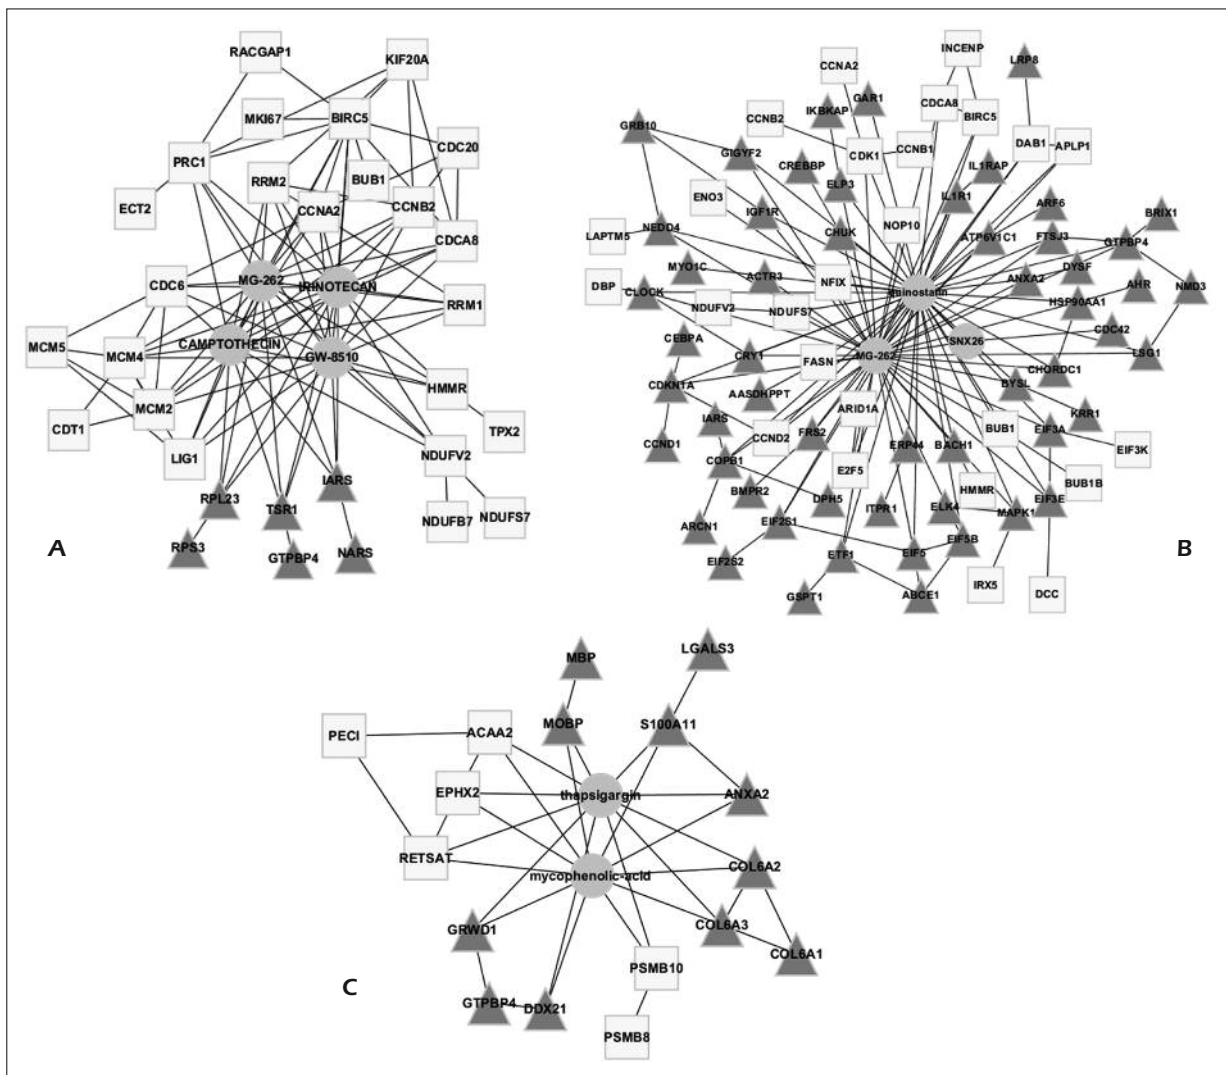 RACGAP1
KIF20A
MKI67
BIRC5
CDC20
PRC1
RRM2
BUB1
ECT2
CCNA2
CCNB2
CDCA8
CDC6
MG-262
IRINOTECAN
RRM1
MCM5
MCM4
CAMPTOTHECIN
GW-8510
HMMR
MCM2
CDT1
TPX2
LIG1
NDUFV2
IARS
RPL23
TSR1
NDUFB7
NDUFS7
RPS3
GTPBP4
NARS
A
INCENP
CCNA2
LRP8
IKBKAP
GAR1
CDCA8
BIRC5
GRB10
CCNB2
CCNB1
DAB1
APLP1
GIGYF2
CREBBP
CDK1
IL1RAP
ELP3
IL1R1
ENO3
IGF1R
ARF6
BRIX1
NEDD4
CHUK
NOP10
ATP6V1C1
FTSJ3
GTPBP4
LAPTM5
MYO1C
ACTR3
NFIX
ANXA2
DYSF
AHR
NMD3
DBP
CLOCK
NDUFV2
NDUFS7
HSP90AA1
CDC42
CEBPA
CRY1
FASN
MG-262
SNX26
LSG1
CDKN1A
AASDHPPT
BYSL
CHORDC1
IARS
ARID1A
KRR1
CCND1
CCND2
FRS2
ERP44
BACH1
BUB1
EIF3A
EIF3K
COPB1
E2F5
BUB1B
BMPR2
DPH5
ITPR1
ELK4
HMMR
MAPK1
EIF3E
ARCN1
EIF2S1
EIF2S2
ETF1
EIF5
EIF5B
GSPT1
ABCE1
IRX5
DCC
B
MBP
LGALS3
PECI
ACAA2
MOBP
S100A11
EPHX2
thapsigargin
ANXA2
RETSAT
mycophenolic-acid
COL6A2
GRWD1
COL6A3
COL6A1
PSMB10
GTPBP4
DDX21
PSMB8
C